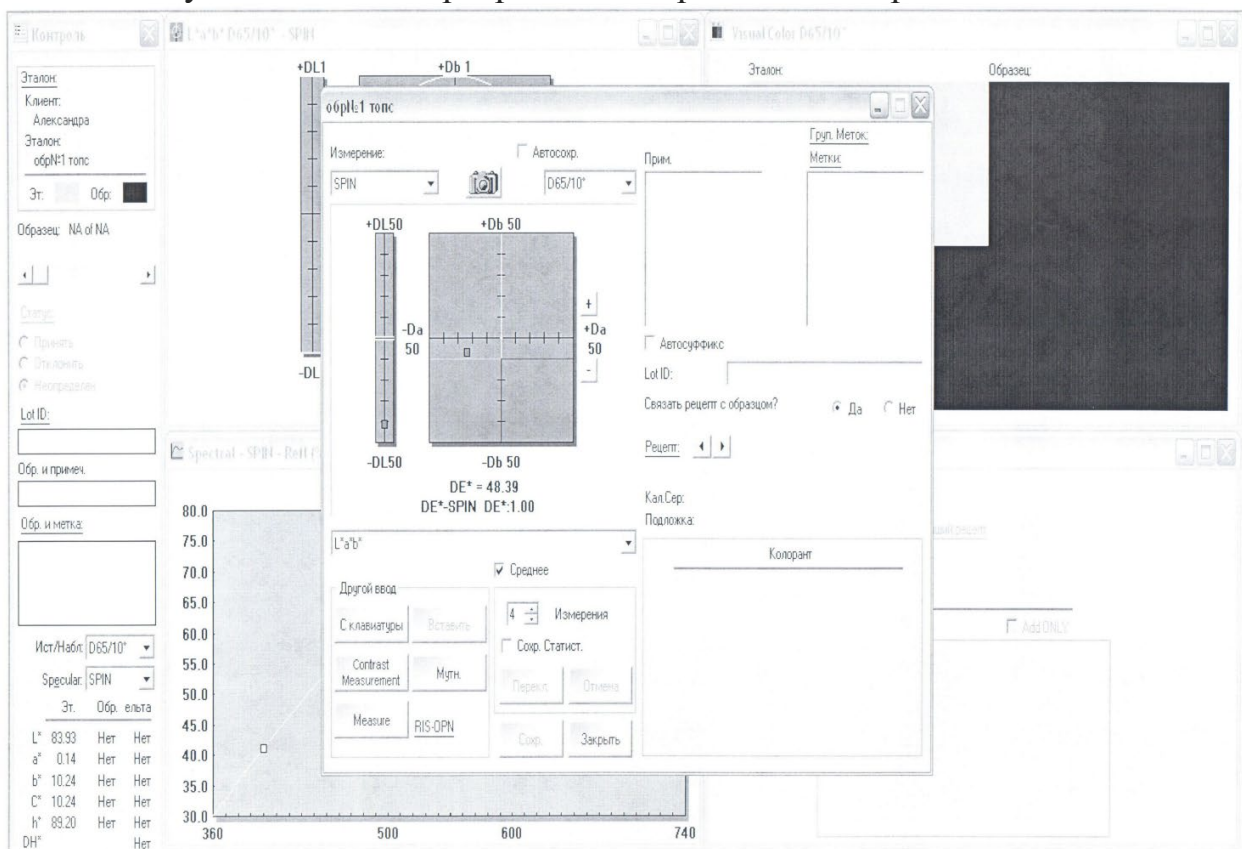 Контроль
Эталон:
Клиент:
Александра
Эталон:
обр№1 топс
Эт: Обр:
Образец: NA of NA
Статус:
Принять
Отклонить
Неопределен
Lot ID:
Обр. и примеч.
Обр. и метка:
Ист/Набл: D65/10°
Specular: SPIN
Эт. Обр. ельта
L* 83.93 Нет Нет
a* 0.14 Нет Нет
b* 10.24 Нет Нет
C* 10.24 Нет Нет
h° 89.20 Нет Нет
DH* Нет
L*a*b* D65/10° - SPIN
+DL1 +Db 1
-DL
Visual Color D65/10°
Эталон: Образец:
обр№1 топс
Измерение: Автосохр.
SPIN D65/10°
+DL50 +Db 50
-Da 50
+
+Da 50
-
-DL50 -Db 50
DE* = 48.39
DE*-SPIN DE*:1.00
L*a*b*
Среднее
Другой ввод
С клавиатуры Вставить
Contrast Measurement Мутн.
Measure RIS-OPN
4 Измерения
Сохр. Статист.
Перекл. Отмена
Сохр. Закрыть
Прим.
Груп. Меток:
Метки:
Автосуффикс
Lot ID:
Связать рецепт с образцом? Да Нет
Рецепт:
Кал.Сер:
Подложка:
Колорант
Spectral - SPIN - Refl
80.0
75.0
70.0
65.0
60.0
55.0
50.0
45.0
40.0
35.0
30.0
360 500 600 740
рецепт
Add ONLY